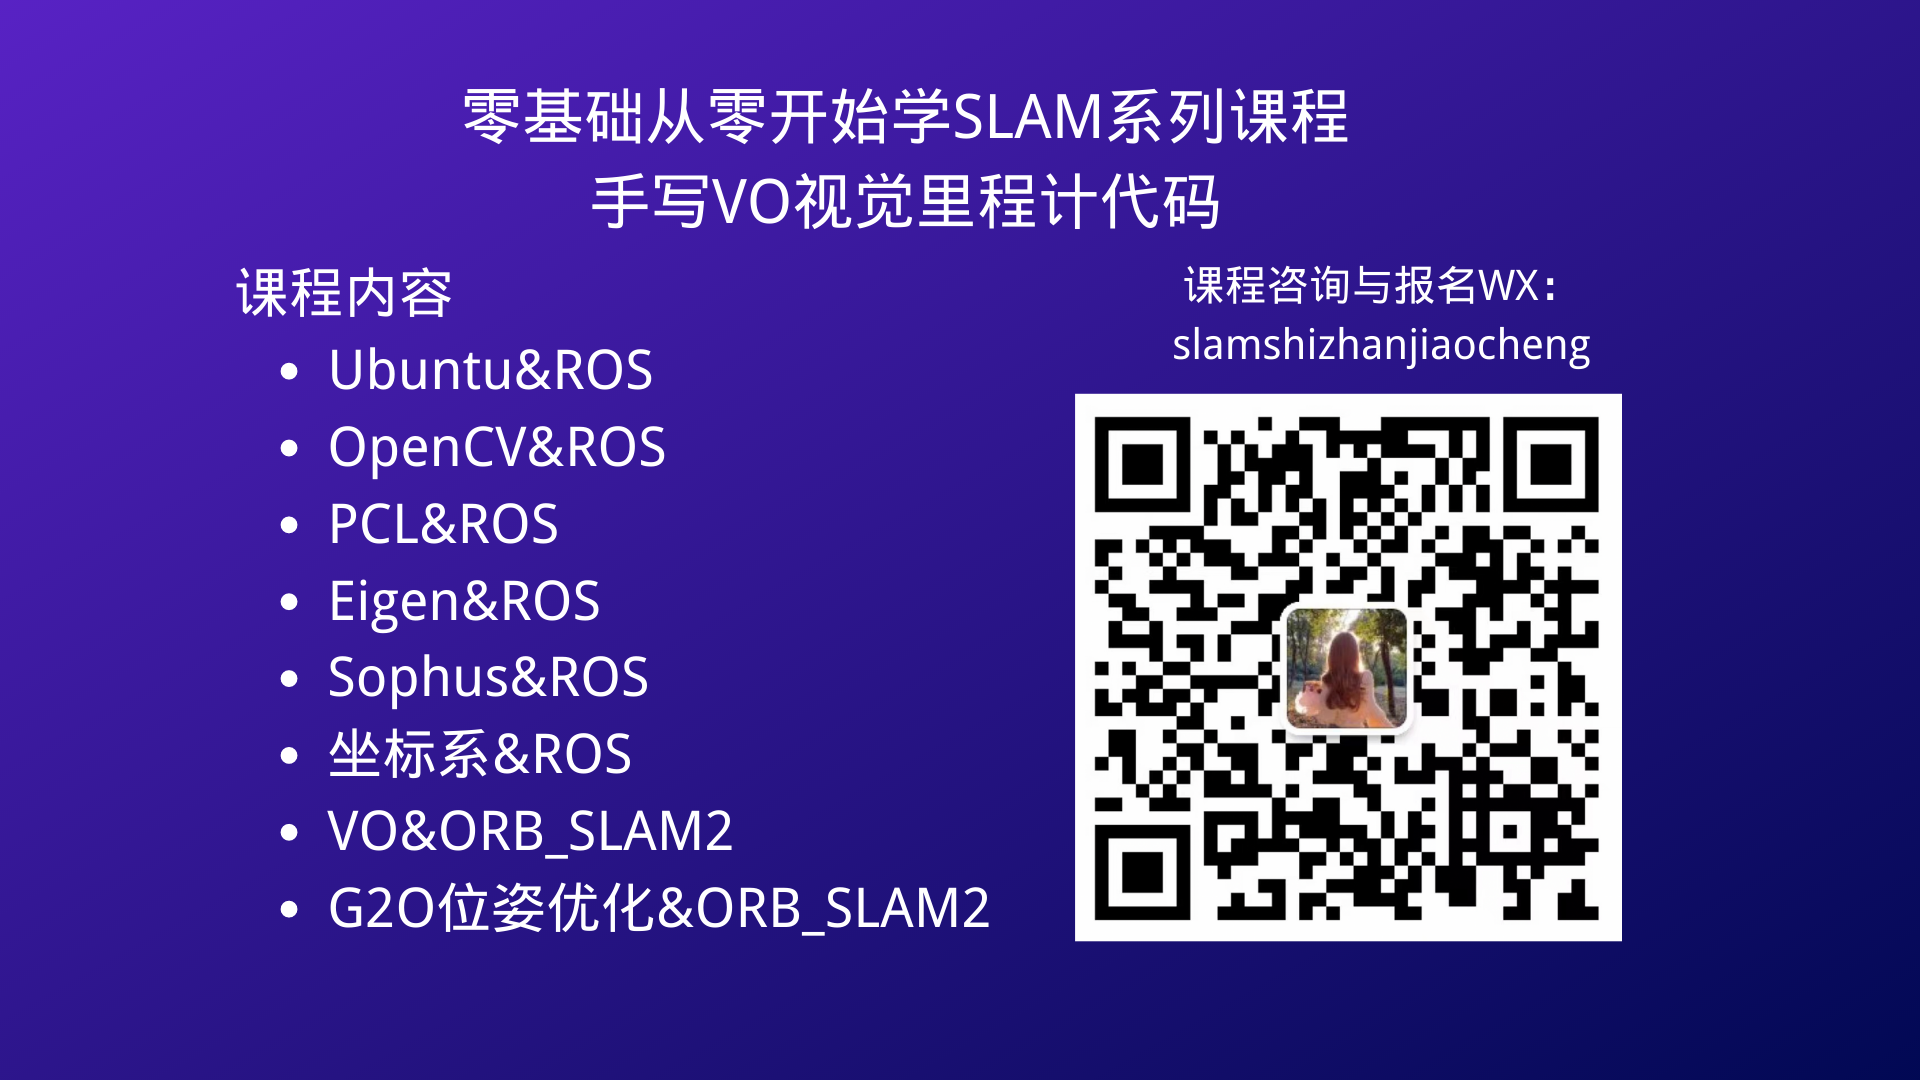 零基础从零开始学SLAM系列课程
手写VO视觉里程计代码
课程内容
Ubuntu&ROS
OpenCV&ROS
PCL&ROS
Eigen&ROS
Sophus&ROS
坐标系&ROS
VO&ORB_SLAM2
G2O位姿优化&ORB_SLAM2
课程咨询与报名WX：
slamshizhanjiaocheng